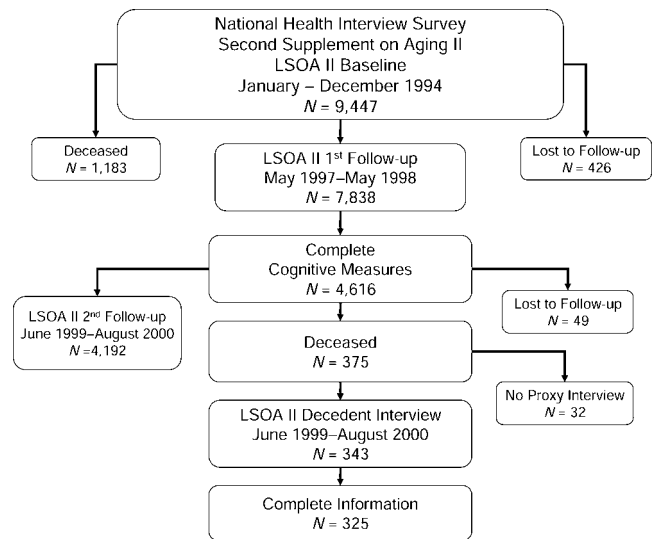 National Health Interview Survey
Second Supplement on Aging II
LSOA II Baseline
January – December 1994
N = 9,447
Deceased
N = 1,183
Lost to Follow-up
N = 426
LSOA II 1st Follow-up
May 1997–May 1998
N = 7,838
Complete
Cognitive Measures
N = 4,616
LSOA II 2nd Follow-up
June 1999–August 2000
N =4,192
Lost to Follow-up
N = 49
Deceased
N = 375
No Proxy Interview
N = 32
LSOA II Decedent Interview
June 1999–August 2000
N = 343
Complete Information
N = 325